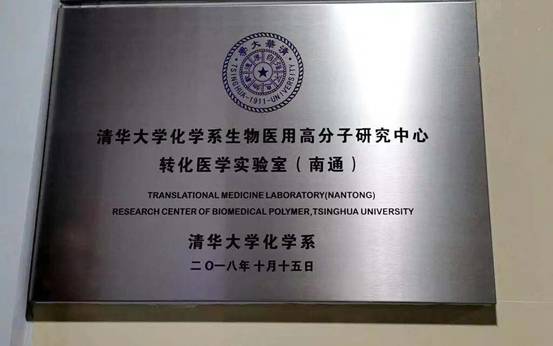 學大華清
TSINGHUA-1911-UNIVERSITY
清华大学化学系生物医用高分子研究中心
转化医学实验室（南通）
TRANSLATIONAL MEDICINE LABORATORY(NANTONG)
RESEARCH CENTER OF BIOMEDICAL POLYMER,TSINGHUA UNIVERSITY
清华大学化学系
二〇一八年十月十五日